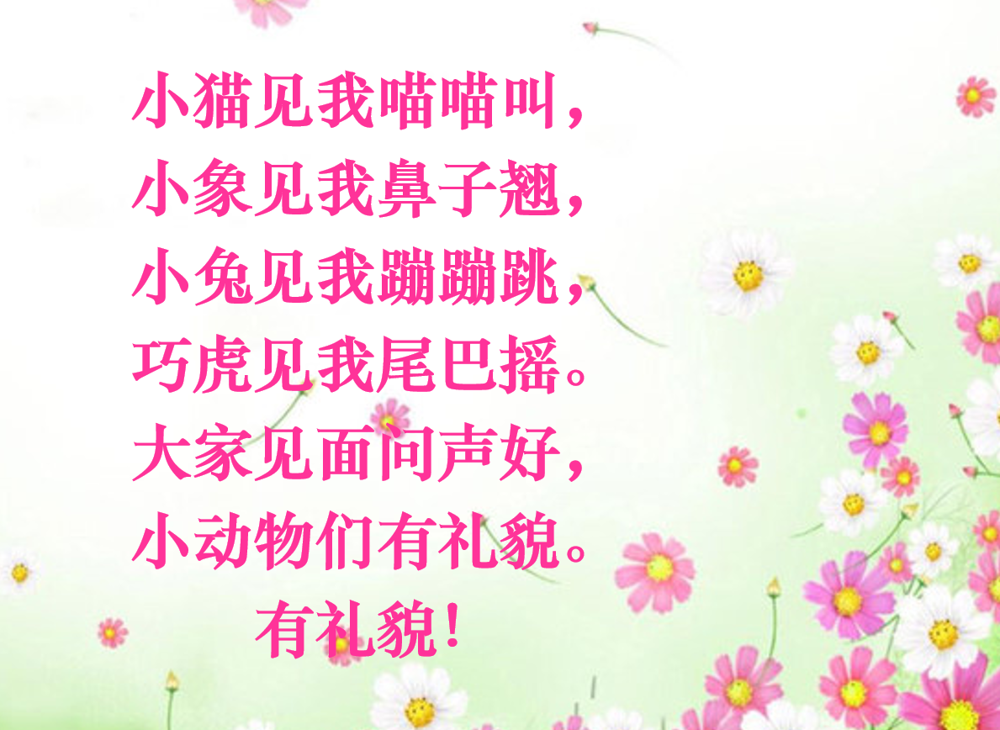 小猫见我喵喵叫，
小象见我鼻子翘，
小兔见我蹦蹦跳，
巧虎见我尾巴摇。
大家见面问声好，
小动物们有礼貌。
有礼貌！